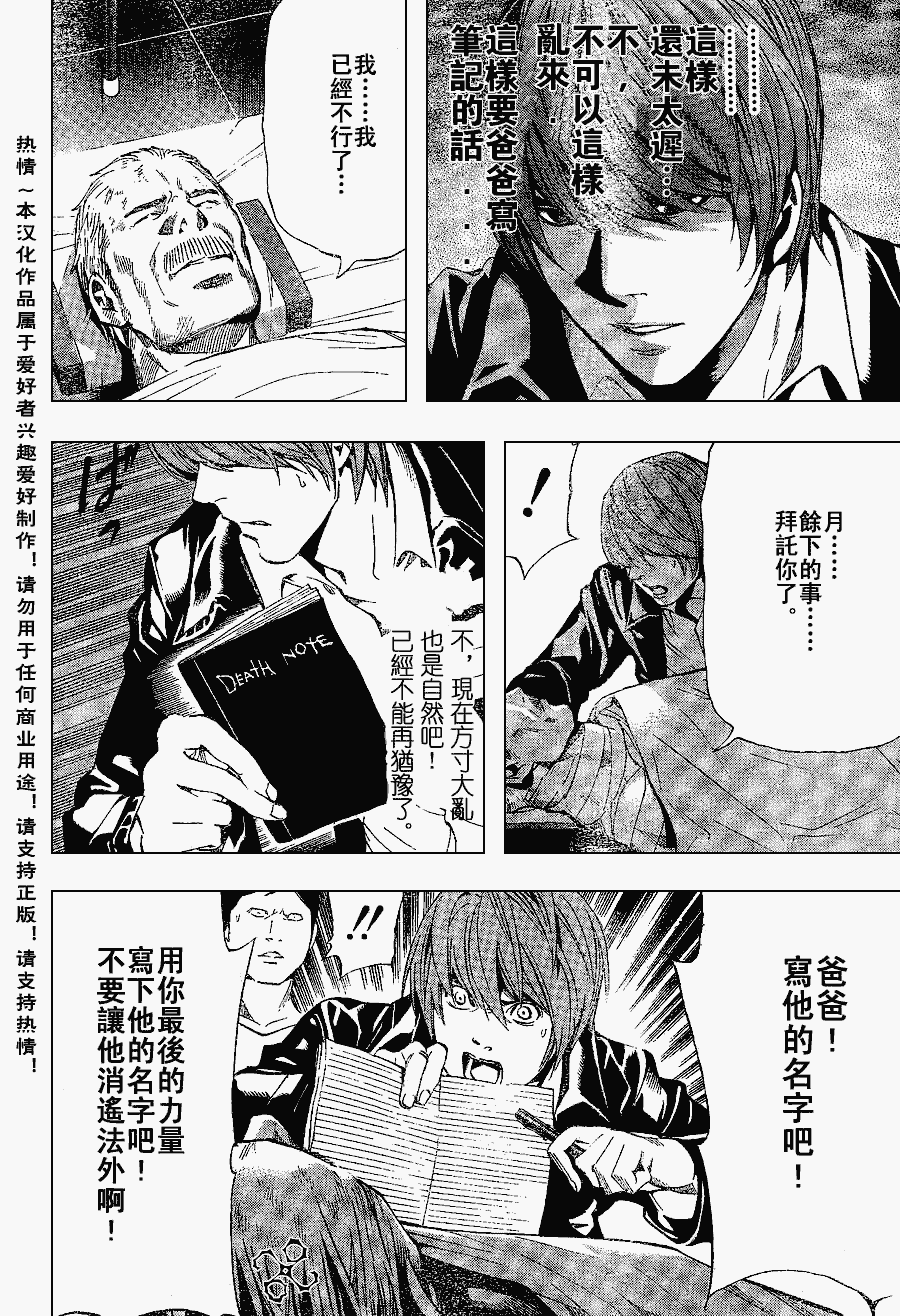 …………
…………
這樣
還未太遲…
不,
不可以這樣
亂來．
這樣要爸爸寫
筆記的話．．．
我……我
已經不行了…
月……
餘下的事……
拜託你了。
!
不，現在方寸大亂
也是自然吧！
已經不能再猶豫了。
DEATH NOTE
ばっ
爸爸！
寫他的名字吧！
!!
用你最後的力量
寫下他的名字吧！
不要讓他消遙法外啊！
热情～本汉化作品属于爱好者兴趣爱好制作！请勿用于任何商业用途！请支持正版！请支持热情！